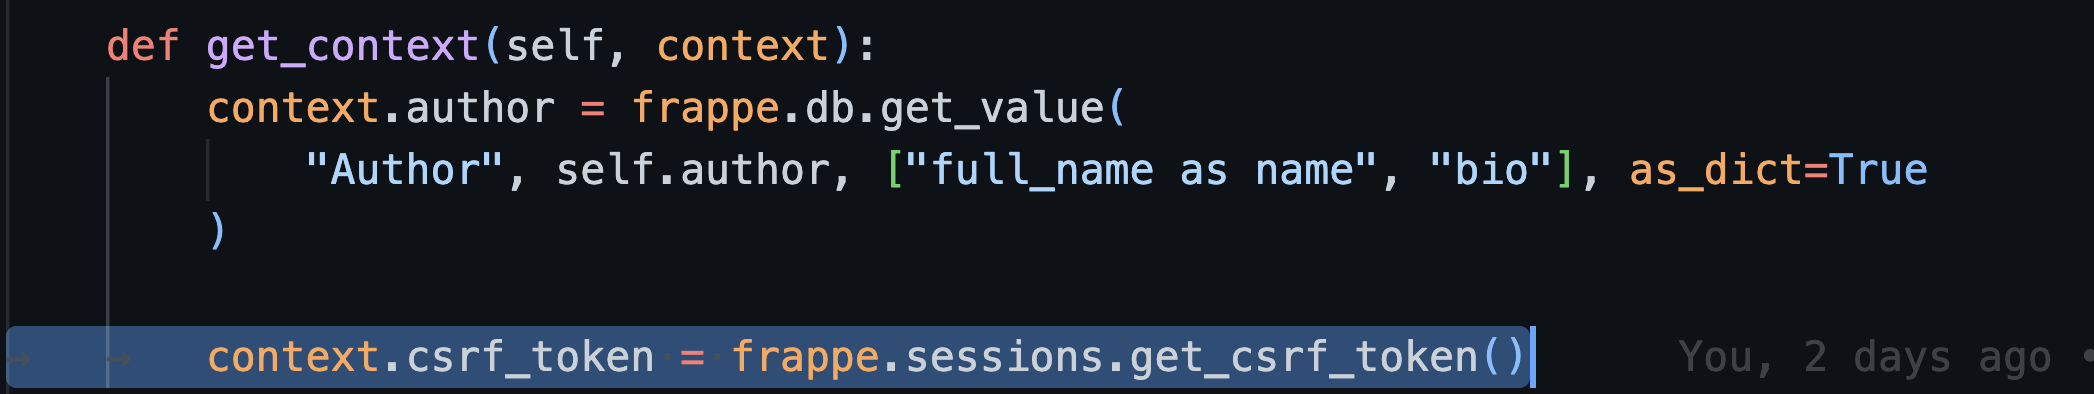 def get_context(self, context):
context.author = frappe.db.get_value(
"Author", self.author, ["full_name as name", "bio"], as_dict=True
)
context.csrf_token = frappe.sessions.get_csrf_token() You, 2 days ago •